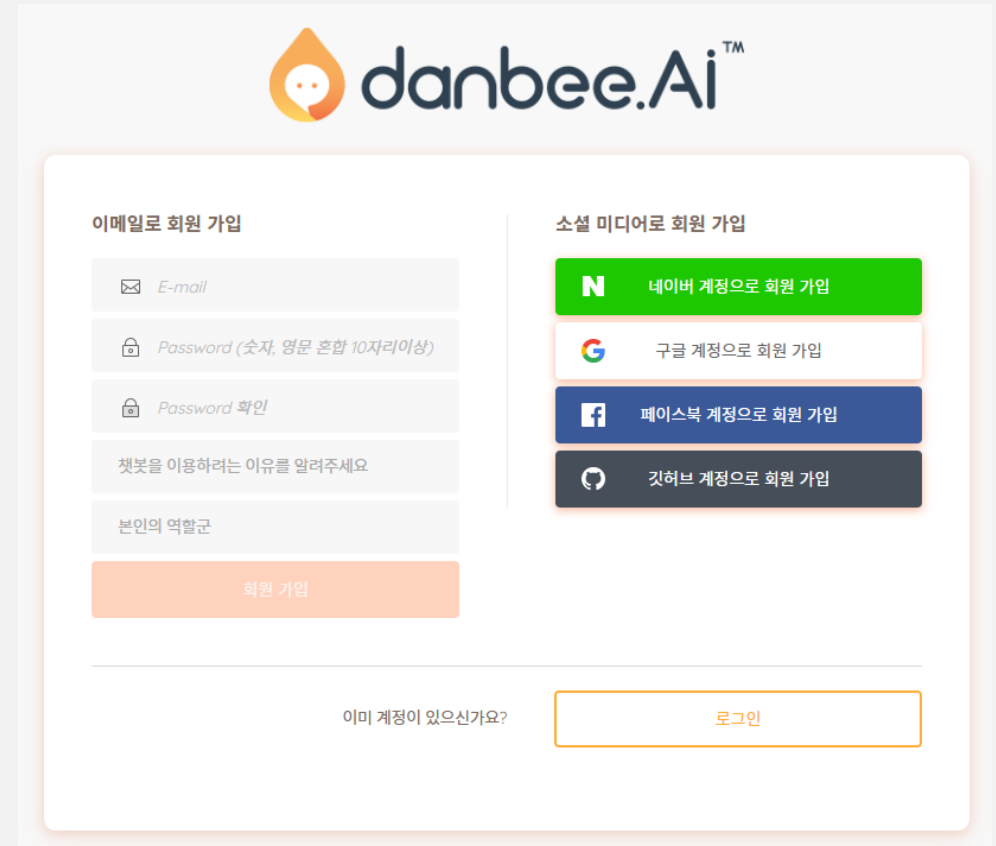 danbee.Ai™
이메일로 회원 가입
E-mail
Password (숫자, 영문 혼합 10자리이상)
Password 확인
챗봇을 이용하려는 이유를 알려주세요
본인의 역할군
회원 가입
소셜 미디어로 회원 가입
네이버 계정으로 회원 가입
구글 계정으로 회원 가입
페이스북 계정으로 회원 가입
깃허브 계정으로 회원 가입
이미 계정이 있으신가요?
로그인